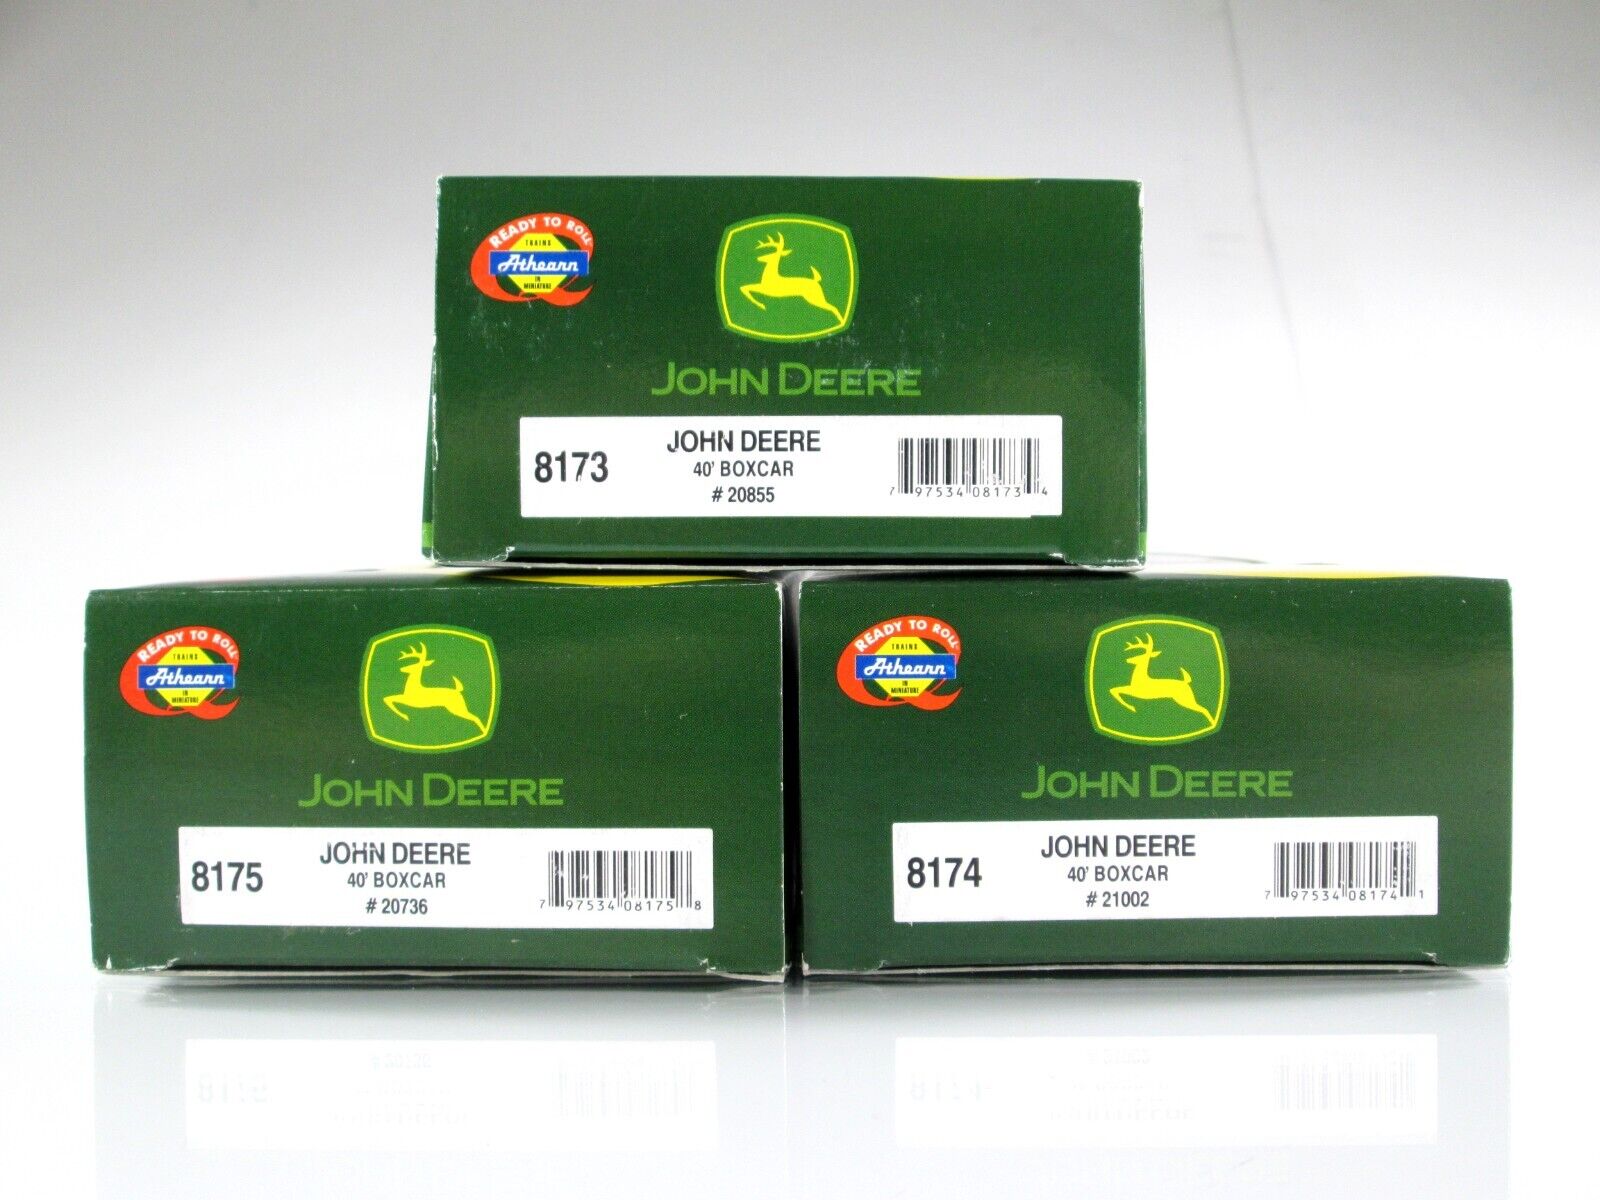 READY TO ROLL
TRAINS
Athearn
IN
MINIATURE
JOHN DEERE
8173
JOHN DEERE
40' BOXCAR
# 20855
7 97534 08173 4
READY TO ROLL
TRAINS
Athearn
IN
MINIATURE
JOHN DEERE
8175
JOHN DEERE
40' BOXCAR
# 20736
7 97534 08175 8
READY TO ROLL
TRAINS
Athearn
IN
MINIATURE
JOHN DEERE
8174
JOHN DEERE
40' BOXCAR
# 21002
7 97534 08174 1